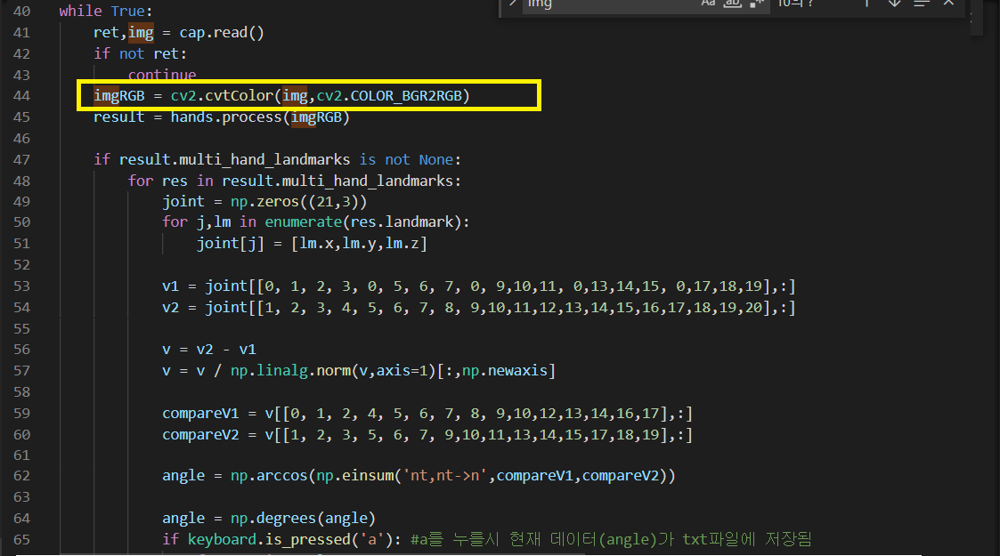 img
Aa ab .* 10의 ?
40 while True:
41 ret,img = cap.read()
42 if not ret:
43 continue
44 imgRGB = cv2.cvtColor(img,cv2.COLOR_BGR2RGB)
45 result = hands.process(imgRGB)
46
47 if result.multi_hand_landmarks is not None:
48 for res in result.multi_hand_landmarks:
49 joint = np.zeros((21,3))
50 for j,lm in enumerate(res.landmark):
51 joint[j] = [lm.x,lm.y,lm.z]
52
53 v1 = joint[[0, 1, 2, 3, 0, 5, 6, 7, 0, 9,10,11, 0,13,14,15, 0,17,18,19],:]
54 v2 = joint[[1, 2, 3, 4, 5, 6, 7, 8, 9,10,11,12,13,14,15,16,17,18,19,20],:]
55
56 v = v2 - v1
57 v = v / np.linalg.norm(v,axis=1)[:,np.newaxis]
58
59 compareV1 = v[[0, 1, 2, 4, 5, 6, 7, 8, 9,10,12,13,14,16,17],:]
60 compareV2 = v[[1, 2, 3, 5, 6, 7, 9,10,11,13,14,15,17,18,19],:]
61
62 angle = np.arccos(np.einsum('nt,nt->n',compareV1,compareV2))
63
64 angle = np.degrees(angle)
65 if keyboard.is_pressed('a'): #a를 누를시 현재 데이터(angle)가 txt파일에 저장됨